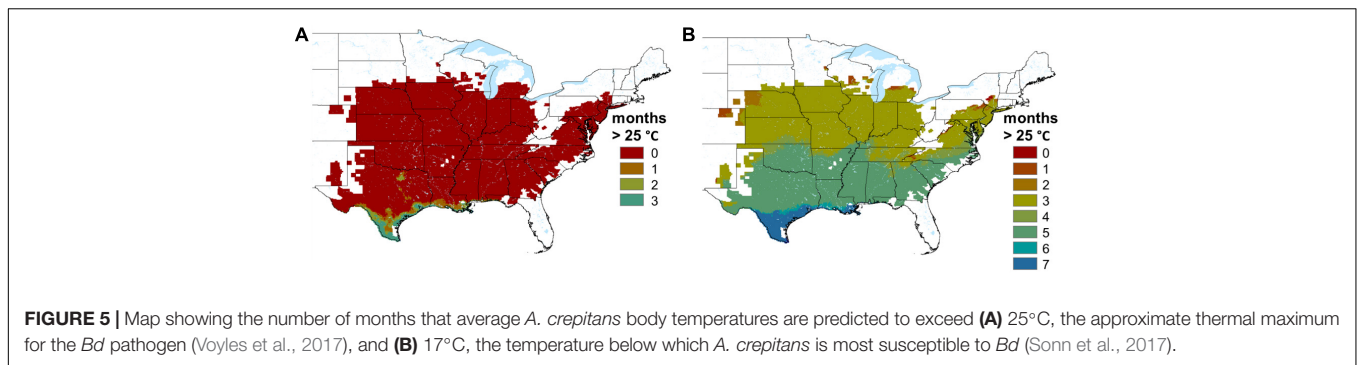 A
B
months
> 25 °C
0
1
2
3
months
> 25 °C
0
1
2
3
4
5
6
7
FIGURE 5 | Map showing the number of months that average A. crepitans body temperatures are predicted to exceed (A) 25°C, the approximate thermal maximum
for the Bd pathogen (Voyles et al., 2017), and (B) 17°C, the temperature below which A. crepitans is most susceptible to Bd (Sonn et al., 2017).